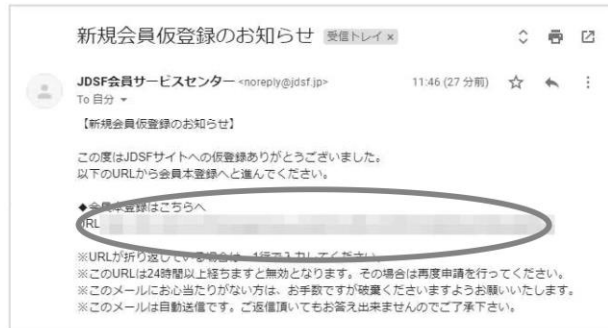 新規会員仮登録のお知らせ 受信トレイ ×
JDSF会員サービスセンター <noreply@jdsf.jp> 11:46 (27 分前)
To 自分
【新規会員仮登録のお知らせ】
この度はJDSFサイトへの仮登録ありがとうございました。
以下のURLから会員本登録へと進んでください。
◆会員本登録はこちらへ
URL
※URLが折り返している場合は、1行で入力してください。
※このURLは24時間以上経ちますと無効となります。その場合は再度申請を行ってください。
※このメールにお心当たりがない方は、お手数ですが破棄くださいますようお願いいたします。
※このメールは自動送信です。ご返信頂いてもお答え出来ませんのでご了承下さい。